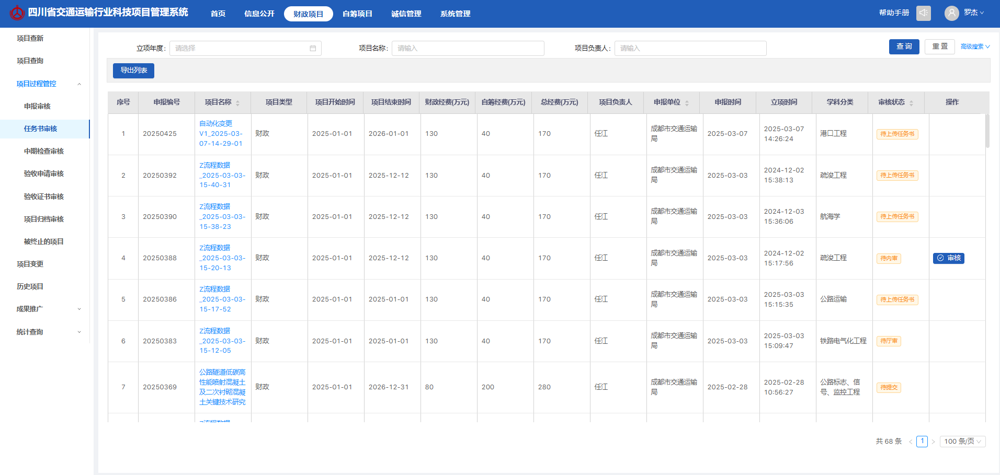 四川省交通运输行业科技项目管理系统
首页 信息公开 财政项目 自筹项目 诚信管理 系统管理
帮助手册 罗杰
项目查新
项目查询
项目过程管控
申报审核
任务书审核
中期检查审核
验收申请审核
验收证书审核
项目归档审核
被终止的项目
项目变更
历史项目
成果推广
统计查询
立项年度: 请选择 项目名称: 请输入 项目负责人: 请输入 查 询 重 置 高级搜索
导出列表
序号 申报编号 项目名称 项目类型 项目开始时间 项目结束时间 财政经费(万元) 自筹经费(万元) 总经费(万元) 项目负责人 申报单位 申报时间 立项时间 学科分类 审核状态 操作
1 20250425 自动化变更V1_2025-03-07-14-29-01 财政 2025-01-01 2026-01-01 130 40 170 任江 成都市交通运输局 2025-03-07 2025-03-07 14:26:24 港口工程 待上传任务书
2 20250392 Z流程数据_2025-03-03-15-40-31 财政 2025-01-01 2025-12-12 130 40 170 任江 成都市交通运输局 2025-03-03 2024-12-02 15:38:13 疏浚工程 待上传任务书
3 20250390 Z流程数据_2025-03-03-15-38-23 财政 2025-01-01 2025-12-12 130 40 170 任江 成都市交通运输局 2025-03-03 2024-12-03 15:36:06 航海学 待上传任务书
4 20250388 Z流程数据_2025-03-03-15-20-13 财政 2025-01-01 2025-12-12 130 40 170 任江 成都市交通运输局 2025-03-03 2024-12-02 15:17:56 疏浚工程 待内审 审核
5 20250386 Z流程数据_2025-03-03-15-17-52 财政 2025-01-01 2025-01-01 130 40 170 任江 成都市交通运输局 2025-03-03 2025-03-03 15:15:35 公路运输 待上传任务书
6 20250383 Z流程数据_2025-03-03-15-12-05 财政 2025-01-01 2025-01-01 130 40 170 任江 成都市交通运输局 2025-03-03 2025-03-03 15:09:47 铁路电气化工程 待厅审
7 20250369 公路隧道低碳高性能喷射混凝土及二次衬砌混凝土关键技术研究 财政 2025-01-01 2026-12-31 80 200 280 任江 成都市交通运输局 2025-02-28 2025-02-28 10:56:27 公路标志、信号、监控工程 待提交
共 68 条 < 1 > 100 条/页